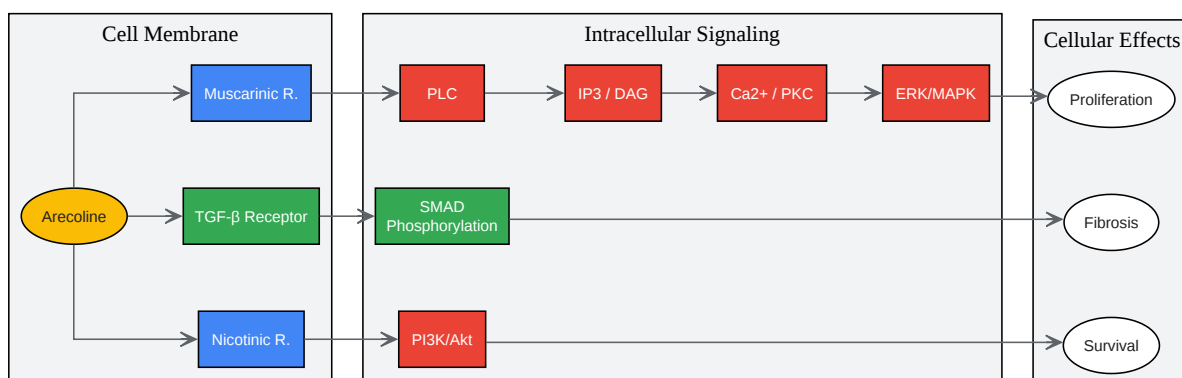 Cell Membrane
Intracellular Signaling
Cellular Effects
Muscarinic R.
PLC
IP3 / DAG
Ca2+ / PKC
ERK/MAPK
Proliferation
Arecoline
TGF-β Receptor
SMAD
Phosphorylation
Fibrosis
Nicotinic R.
PI3K/Akt
Survival